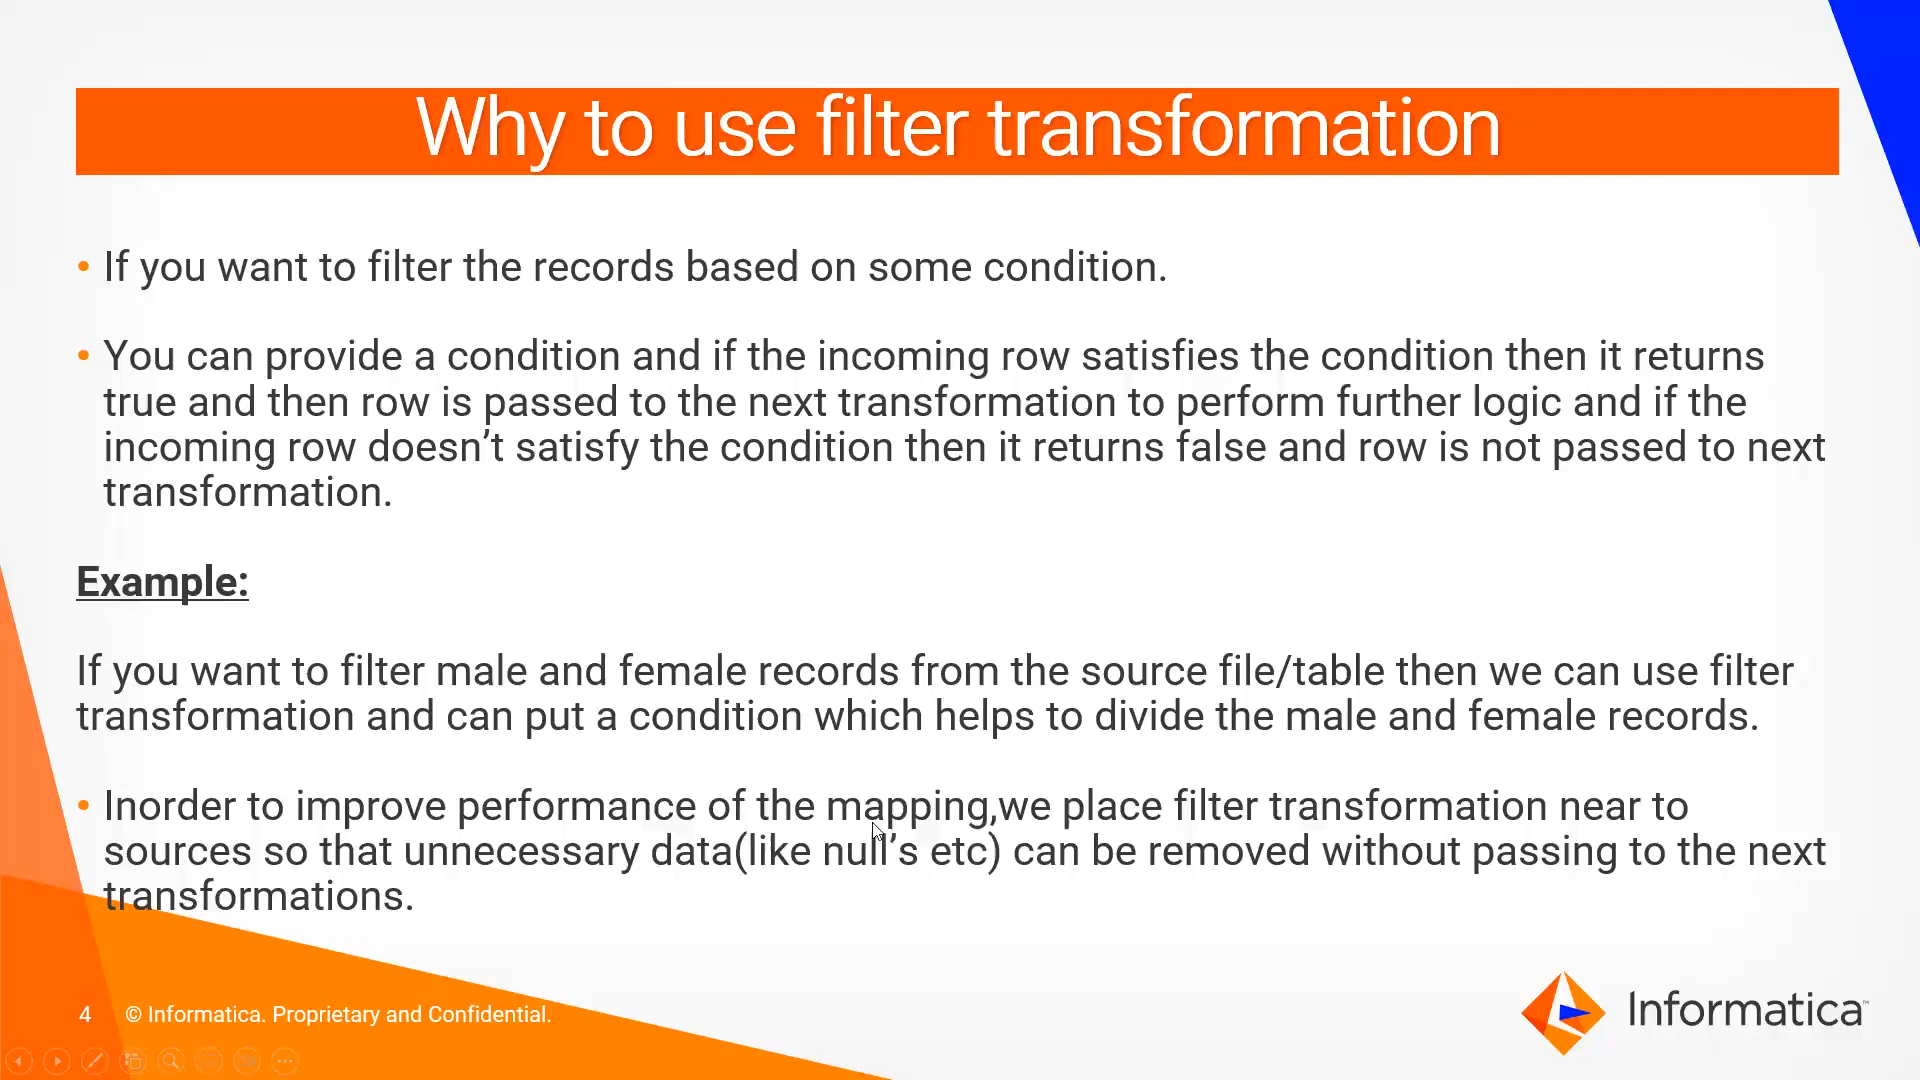 Why to use filter transformation
• If you want to filter the records based on some condition.
• You can provide a condition and if the incoming row satisfies the condition then it returns
true and then row is passed to the next transformation to perform further logic and if the
incoming row doesn’t satisfy the condition then it returns false and row is not passed to next
transformation.
Example:
If you want to filter male and female records from the source file/table then we can use filter
transformation and can put a condition which helps to divide the male and female records.
• Inorder to improve performance of the mapping,we place filter transformation near to
sources so that unnecessary data(like null’s etc) can be removed without passing to the next
transformations.
4 © Informatica. Proprietary and Confidential.
Informatica™